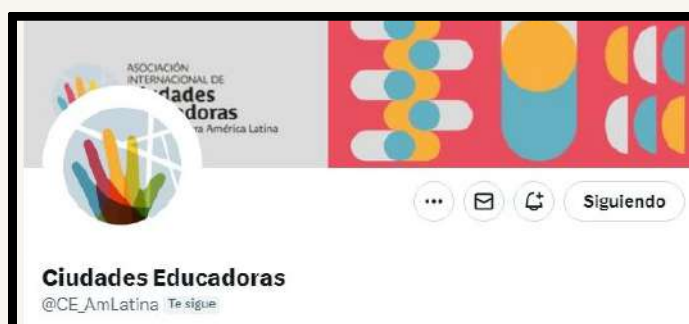 ASOCIACIÓN
INTERNACIONAL DE
dades
doras
ra América Latina
Siguiendo
Ciudades Educadoras
@CE_AmLatina Te sigue